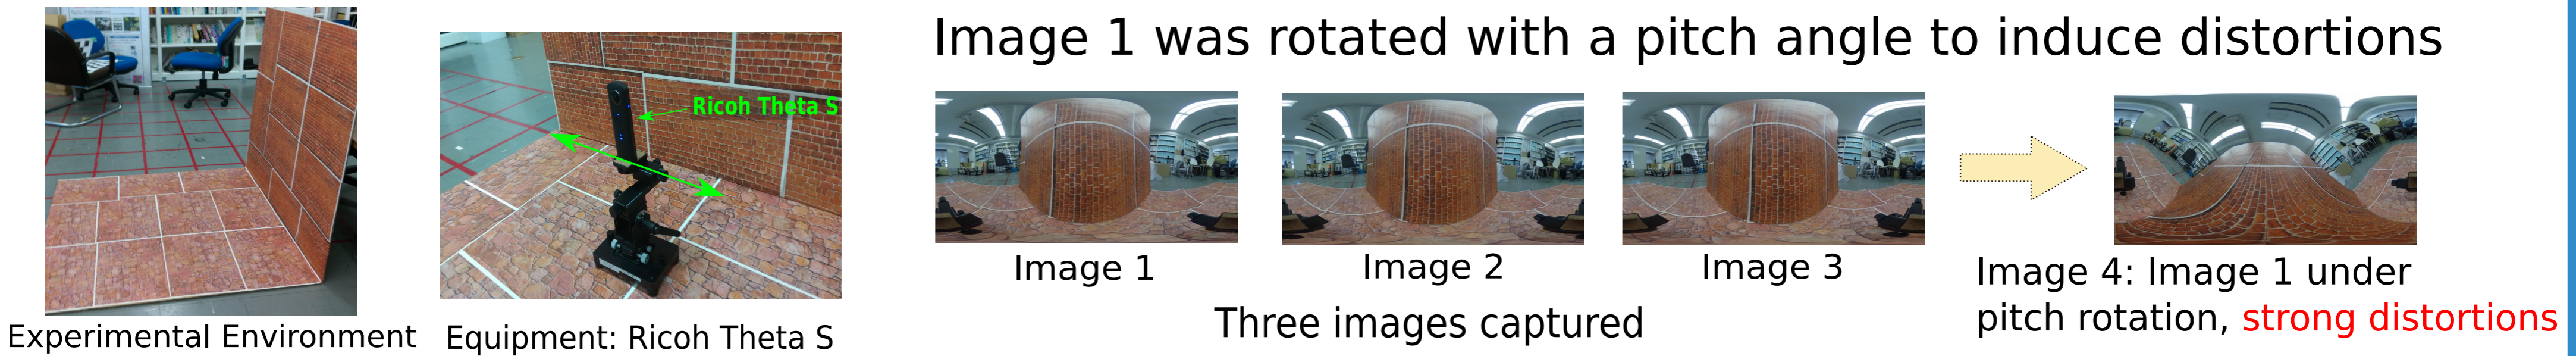 Image 1 was rotated with a pitch angle to induce distortions
Ricoh Theta S
Experimental Environment
Equipment: Ricoh Theta S
Image 1
Image 2
Image 3
Three images captured
Image 4: Image 1 under
pitch rotation, strong distortions